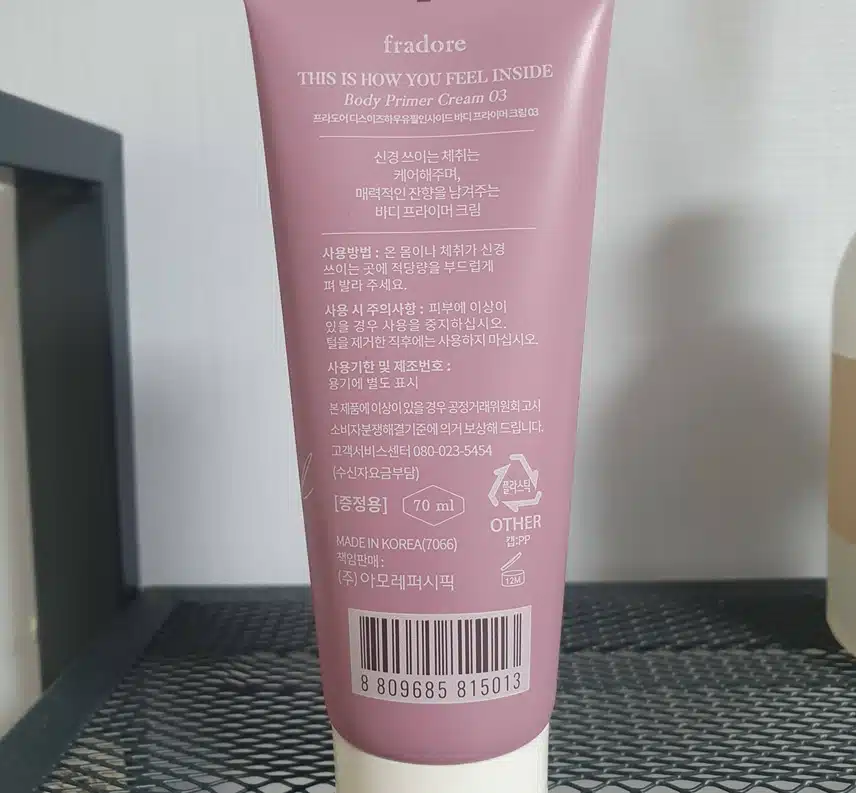 fradore
THIS IS HOW YOU FEEL INSIDE
Body Primer Cream 03
프라도어 디스이즈하우유필인사이드 바디 프라이머 크림 03
신경 쓰이는 체취는
케어해주며,
매력적인 잔향을 남겨주는
바디 프라이머 크림
사용방법 : 온 몸이나 체취가 신경
쓰이는 곳에 적당량을 부드럽게
펴 발라 주세요.
사용 시 주의사항 : 피부에 이상이
있을 경우 사용을 중지하십시오.
털을 제거한 직후에는 사용하지 마십시오.
사용기한 및 제조번호 :
용기에 별도 표시
본 제품에 이상이 있을 경우 공정거래위원회 고시
소비자분쟁해결기준에 의거 보상해 드립니다.
고객서비스센터 080-023-5454
(수신자요금부담)
플라스틱
[증정용] 70 ml
OTHER
캡:PP
MADE IN KOREA(7066)
책임판매 :
(주)아모레퍼시픽
12M
8 809685 815013